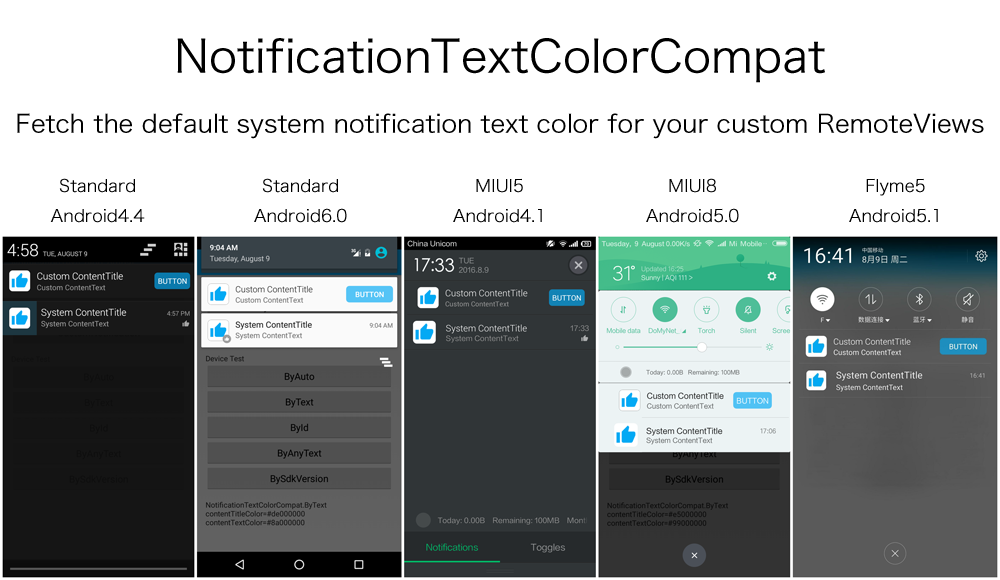 NotificationTextColorCompat
Fetch the default system notification text color for your custom RemoteViews
Standard
Android4.4
Standard
Android6.0
MIUI5
Android4.1
MIUI8
Android5.0
Flyme5
Android5.1
4:58 TUE, AUGUST 9
Custom ContentTitle
Custom ContentText
BUTTON
System ContentTitle
4:57 PM
System ContentText
ByAuto
ByText
ById
ByAnyText
BySdkVersion
9:04 AM
Tuesday, August 9
Custom ContentTitle
Custom ContentText
BUTTON
System ContentTitle
9:04 AM
System ContentText
Device Test
ByAuto
ByText
ById
ByAnyText
BySdkVersion
NotificationTextColorCompat.ByText
contentTitleColor=#de000000
contentTextColor=#8a000000
China Unicom
17:33 TUE
2016.8.9
Custom ContentTitle
Custom ContentText
BUTTON
System ContentTitle
17:33
System ContentText
Today: 0.00B Remaining: 100MB Mont
Notifications Toggles
Tuesday, 9 August 0.00K/s Mi Mobile
31° Updated 16:25
Sunny | AQI 111 >
Mobile data DoMyNet... Torch Silent Scree
Today: 0.00B Remaining: 100MB
Custom ContentTitle
Custom ContentText
BUTTON
System ContentTitle
17:06
System ContentText
ByAnyText
BySdkVersion
NotificationTextColorCompat.ByText
contentTitleColor=#e5000000
contentTextColor=#99000000
16:41 中国移动
8月9日 周二
F 数据连接 蓝牙 静音
Custom ContentTitle
Custom ContentText
BUTTON
System ContentTitle
16:41
System ContentText